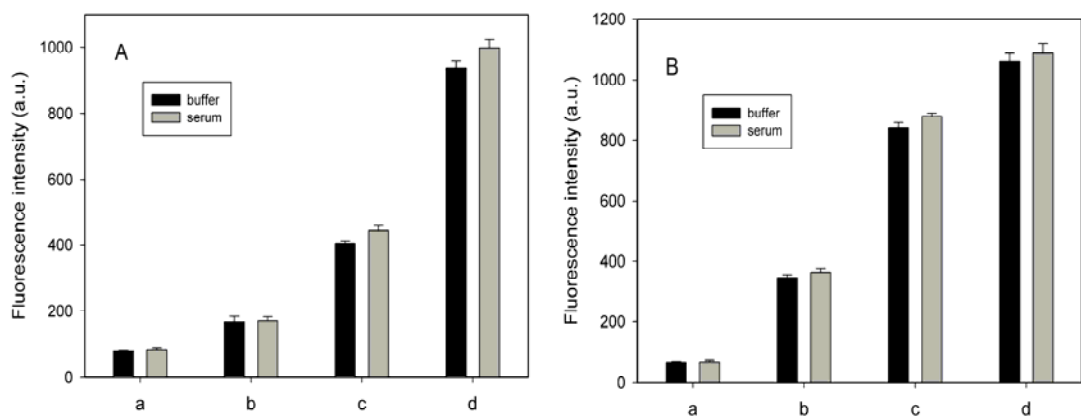 A
buffer
serum
Fluorescence intensity (a.u.)
1000
800
600
400
200
0
a b c d
B
buffer
serum
Fluorescence intensity (a.u.)
1200
1000
800
600
400
200
0
a b c d